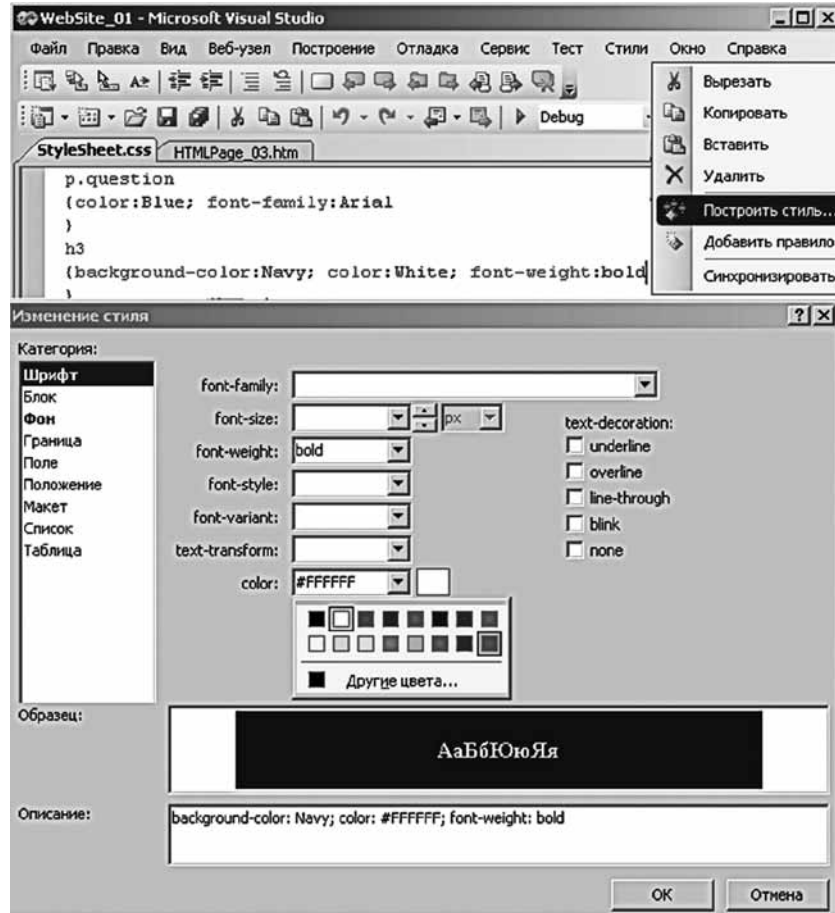 WebSite_01 - Microsoft Visual Studio
Файл Правка Вид Веб-узел Построение Отладка Сервис Тест Стили Окно Справка
Debug
StyleSheet.css HTMLPage_03.htm
p.question
{color:Blue; font-family:Arial
}
h3
{background-color:Navy; color:White; font-weight:bold
}
Вырезать
Копировать
Вставить
Удалить
Построить стиль...
Добавить правило
Синхронизировать
Изменение стиля
Категория:
Шрифт
Блок
Фон
Граница
Поле
Положение
Макет
Список
Таблица
font-family:
font-size: px
font-weight: bold
font-style:
font-variant:
text-transform:
color: #FFFFFF
text-decoration:
underline
overline
line-through
blink
none
Другие цвета...
Образец:
АаБбЮюЯя
Описание:
background-color: Navy; color: #FFFFFF; font-weight: bold
ОК Отмена